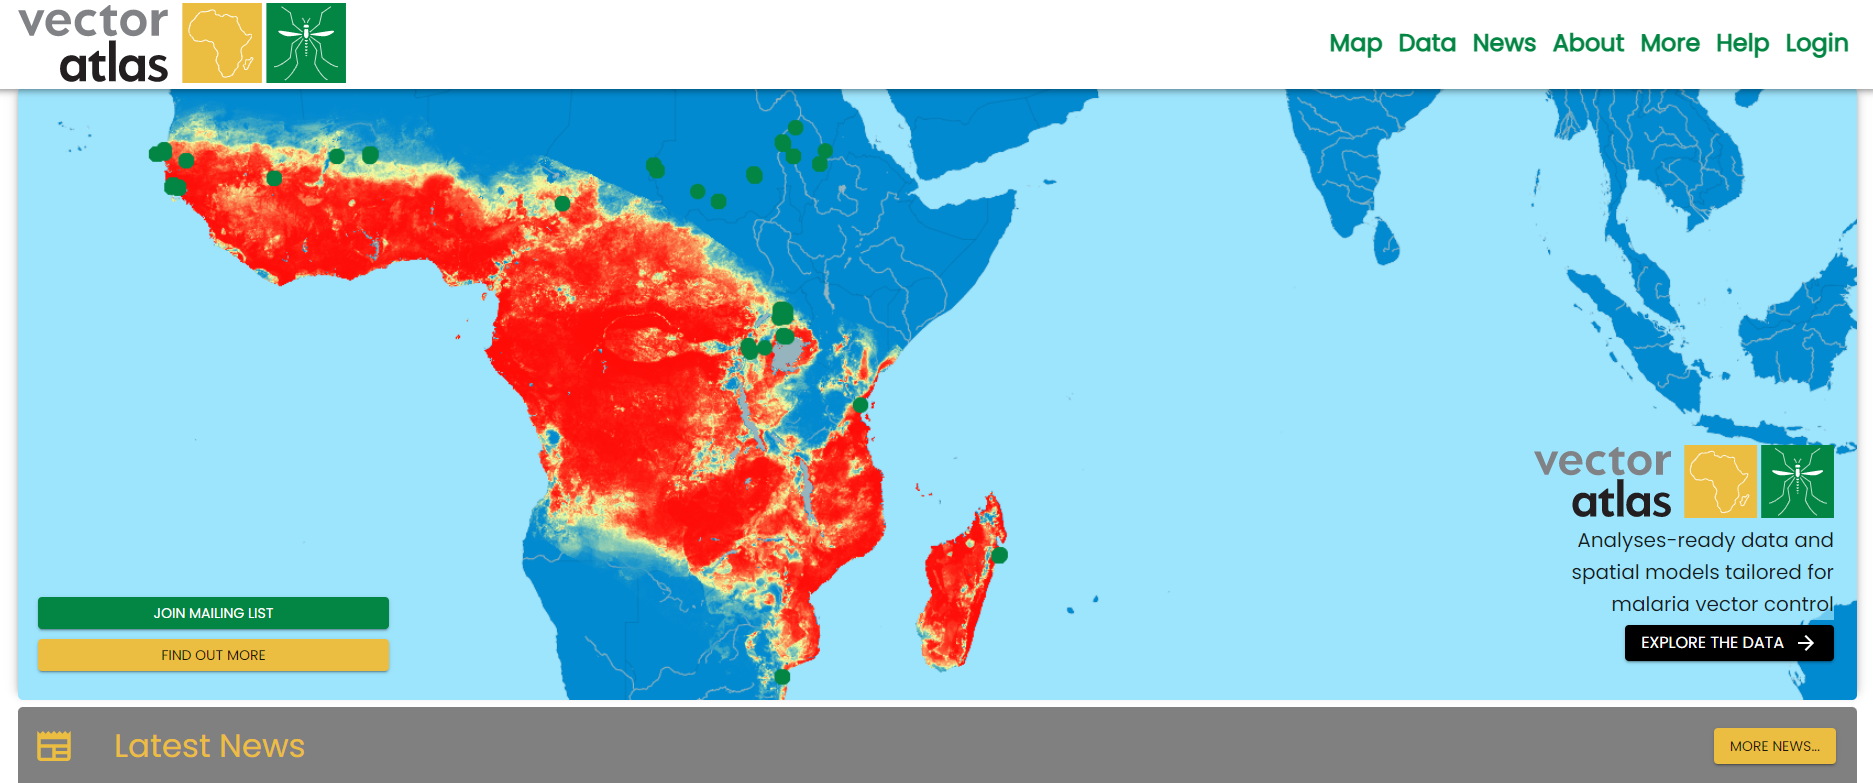 vector
atlas
Map Data News About More Help Login
vector
atlas
Analyses-ready data and
spatial models tailored for
malaria vector control
EXPLORE THE DATA
JOIN MAILING LIST
FIND OUT MORE
Latest News
MORE NEWS...